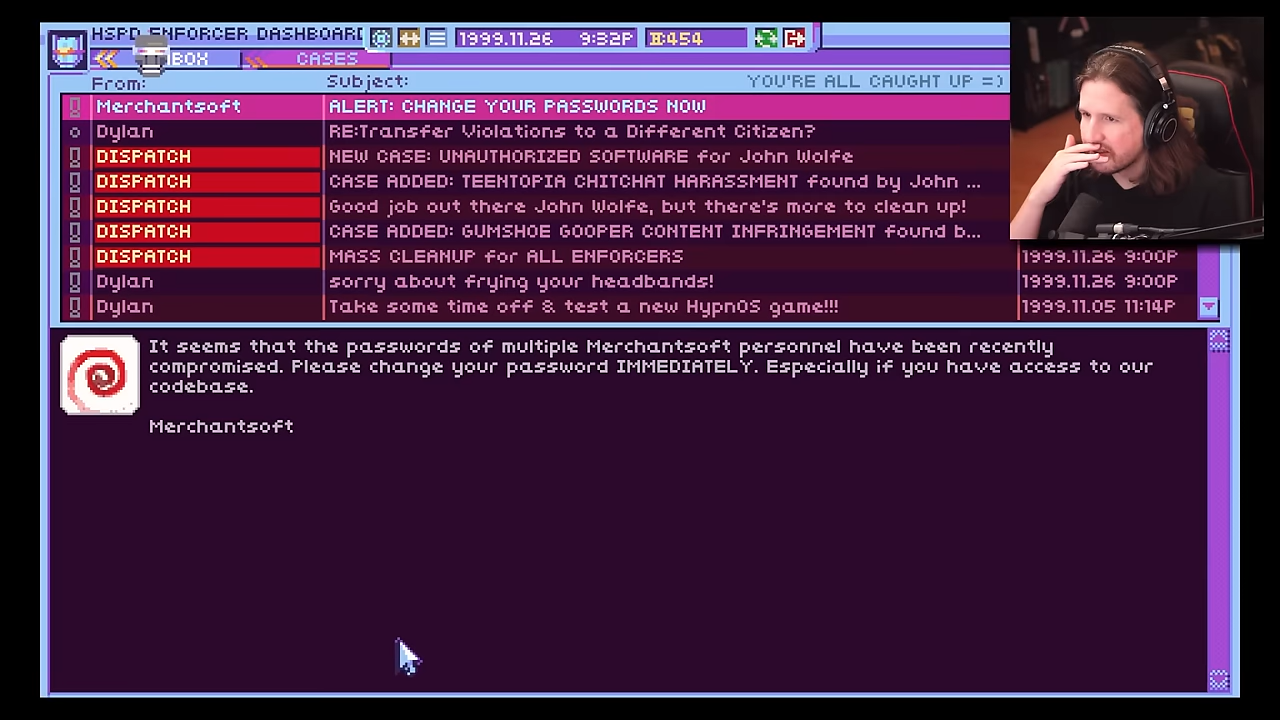 HSPD ENFORCER DASHBOARD
1999.11.26 9:32P
454
BOX
CASES
From:
Subject:
YOU'RE ALL CAUGHT UP =)
Merchantsoft ALERT: CHANGE YOUR PASSWORDS NOW
Dylan RE:Transfer Violations to a Different Citizen?
DISPATCH NEW CASE: UNAUTHORIZED SOFTWARE for John Wolfe
DISPATCH CASE ADDED: TEENTOPIA CHITCHAT HARASSMENT found by John ...
DISPATCH Good job out there John Wolfe, but there's more to clean up!
DISPATCH CASE ADDED: GUMSHOE GOOPER CONTENT INFRINGEMENT found b...
DISPATCH MASS CLEANUP for ALL ENFORCERS 1999.11.26 9:00P
Dylan sorry about frying your headbands! 1999.11.26 9:00P
Dylan Take some time off & test a new HypnOS game!!! 1999.11.05 11:14P
It seems that the passwords of multiple Merchantsoft personnel have been recently
compromised. Please change your password IMMEDIATELY. Especially if you have access to our
codebase.
Merchantsoft